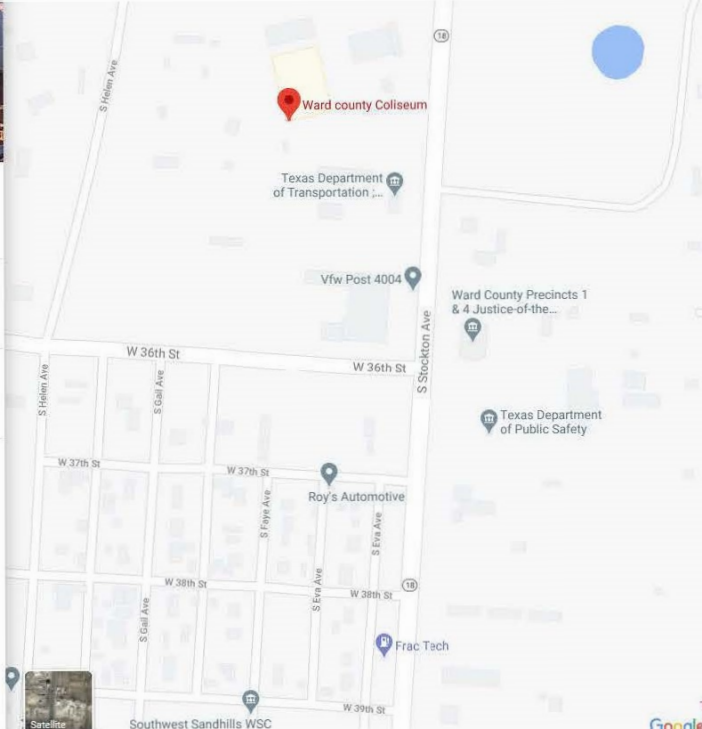 18
S Helen Ave
Ward county Coliseum
Texas Department
of Transportation ;...
Vfw Post 4004
Ward County Precincts 1
& 4 Justice-of-the...
S Stockton Ave
W 36th St
W 36th St
S Helen Ave
S Gail Ave
Texas Department
of Public Safety
W 37th St
W 37th St
Roy's Automotive
S Faye Ave
S Eva Ave
W 38th St
S Eva Ave
W 38th St
18
S Gail Ave
Frac Tech
W 39th St
Satellite
Southwest Sandhills WSC
Google